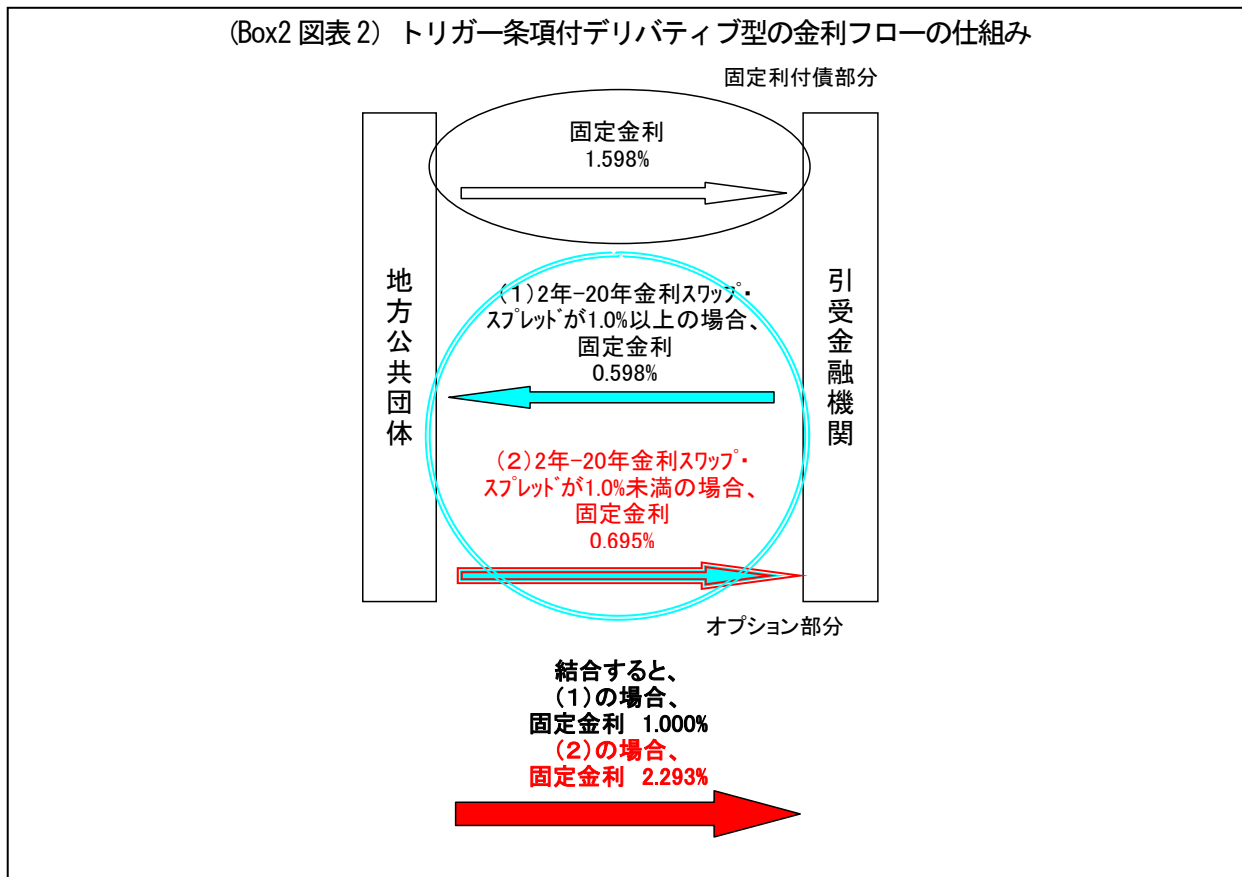 (Box2 図表 2) トリガー条項付デリバティブ型の金利フローの仕組み
固定利付債部分
固定金利
1.598%
地方公共団体
引受金融機関
(1)2年-20年金利ｽﾜｯﾌﾟ・
ｽﾌﾟﾚｯﾄﾞが1.0%以上の場合、
固定金利
0.598%
(2)2年-20年金利ｽﾜｯﾌﾟ・
ｽﾌﾟﾚｯﾄﾞが1.0%未満の場合、
固定金利
0.695%
オプション部分
結合すると、
(1)の場合、
固定金利 1.000%
(2)の場合、
固定金利 2.293%